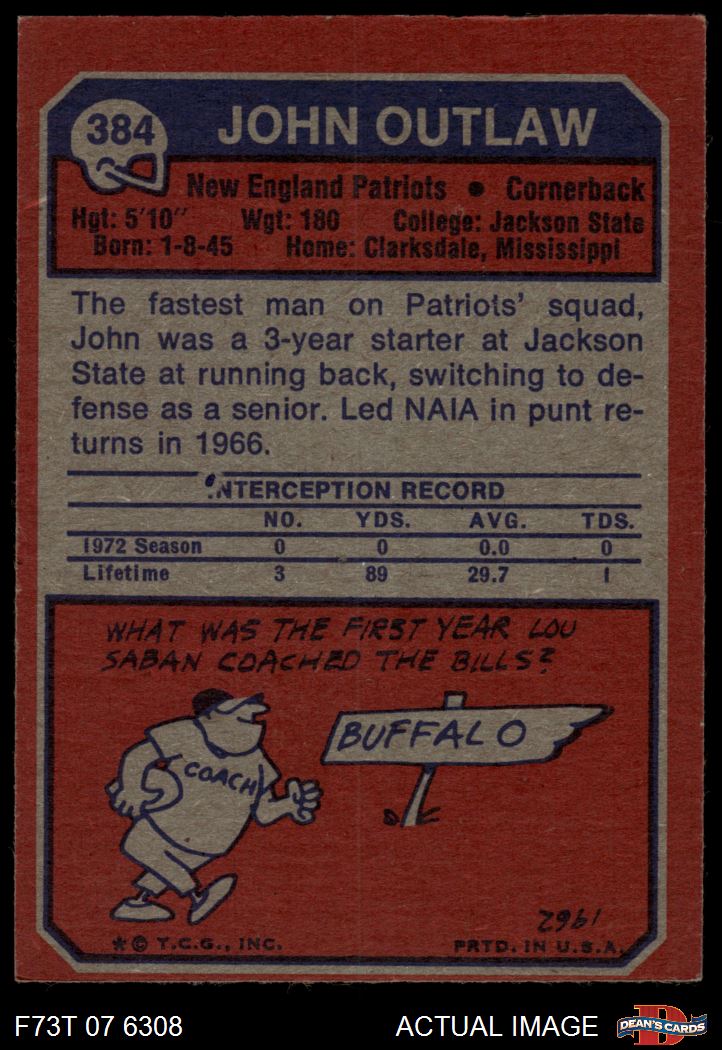 384
JOHN OUTLAW
New England Patriots • Cornerback
Hgt: 5'10" Wgt: 180 College: Jackson State
Born: 1-8-45 Home: Clarksdale, Mississippi
The fastest man on Patriots' squad,
John was a 3-year starter at Jackson
State at running back, switching to de-
fense as a senior. Led NAIA in punt re-
turns in 1966.
INTERCEPTION RECORD
NO. YDS. AVG. TDS.
1972 Season 0 0 0.0 0
Lifetime 3 89 29.7 1
WHAT WAS THE FIRST YEAR LOU
SABAN COACHED THE BILLS?
BUFFALO
COACH
1962
* © T.C.G., INC. PRTD. IN U.S.A.
F73T 07 6308 ACTUAL IMAGE
D
DEAN'S CARDS